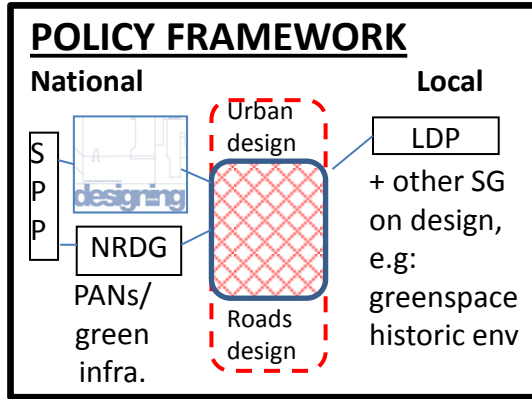 POLICY FRAMEWORK
National
Local
S
P
P
designing
NRDG
PANs/
green
infra.
Urban
design
Roads
design
LDP
+ other SG
on design,
e.g:
greenspace
historic env